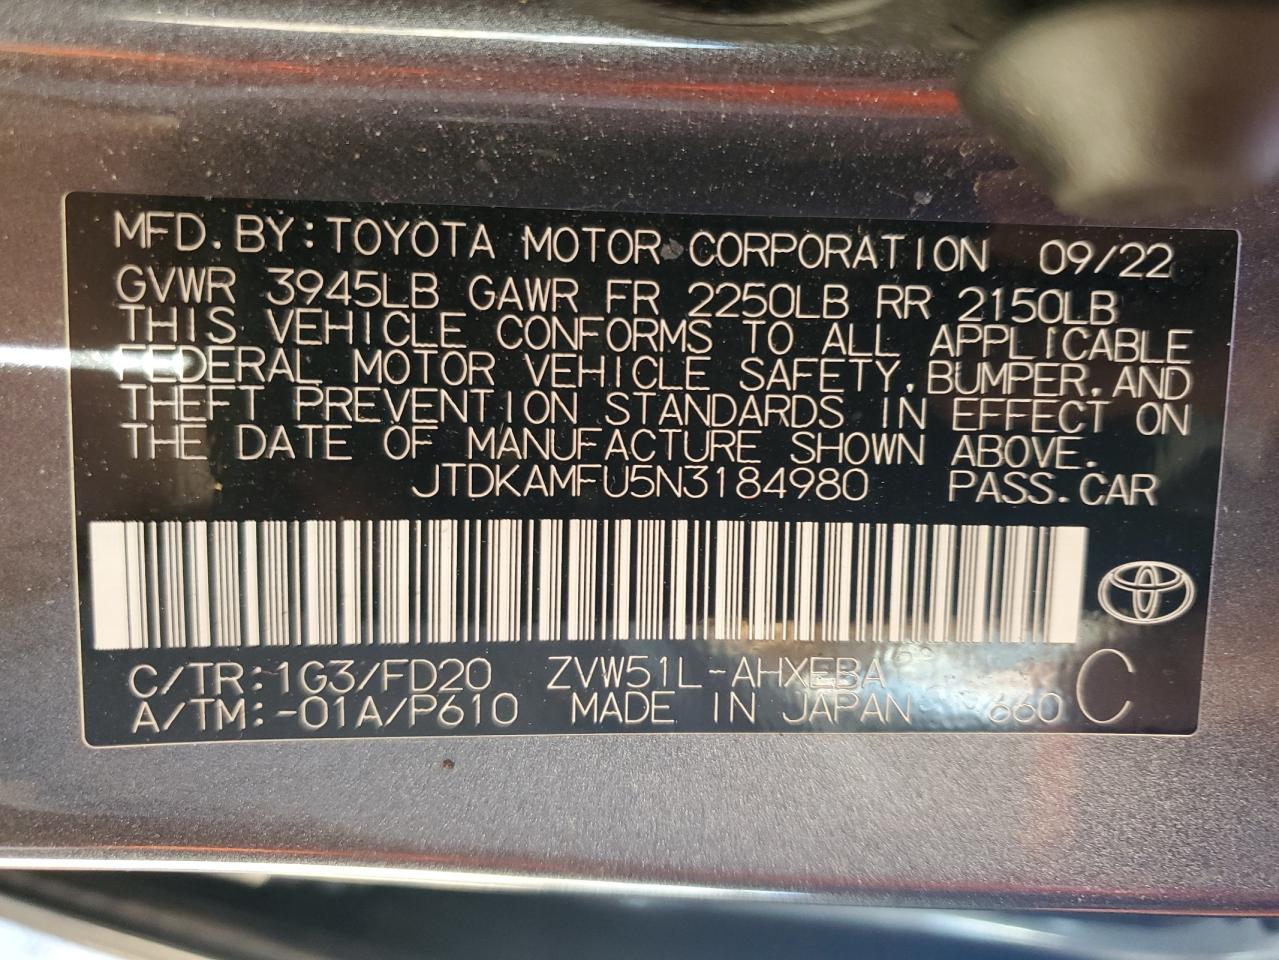 MFD. BY: TOYOTA MOTOR CORPORATION 09/22
GVWR 3945LB GAWR FR 2250LB RR 2150LB
THIS VEHICLE CONFORMS TO ALL APPLICABLE
FEDERAL MOTOR VEHICLE SAFETY, BUMPER, AND
THEFT PREVENTION STANDARDS IN EFFECT ON
THE DATE OF MANUFACTURE SHOWN ABOVE.
JTDKAMFU5N3184980 PASS. CAR
C/TR: 1G3/FD20 ZVW51L-AHXEBA C
A/TM: -01A/P610 MADE IN JAPAN 660